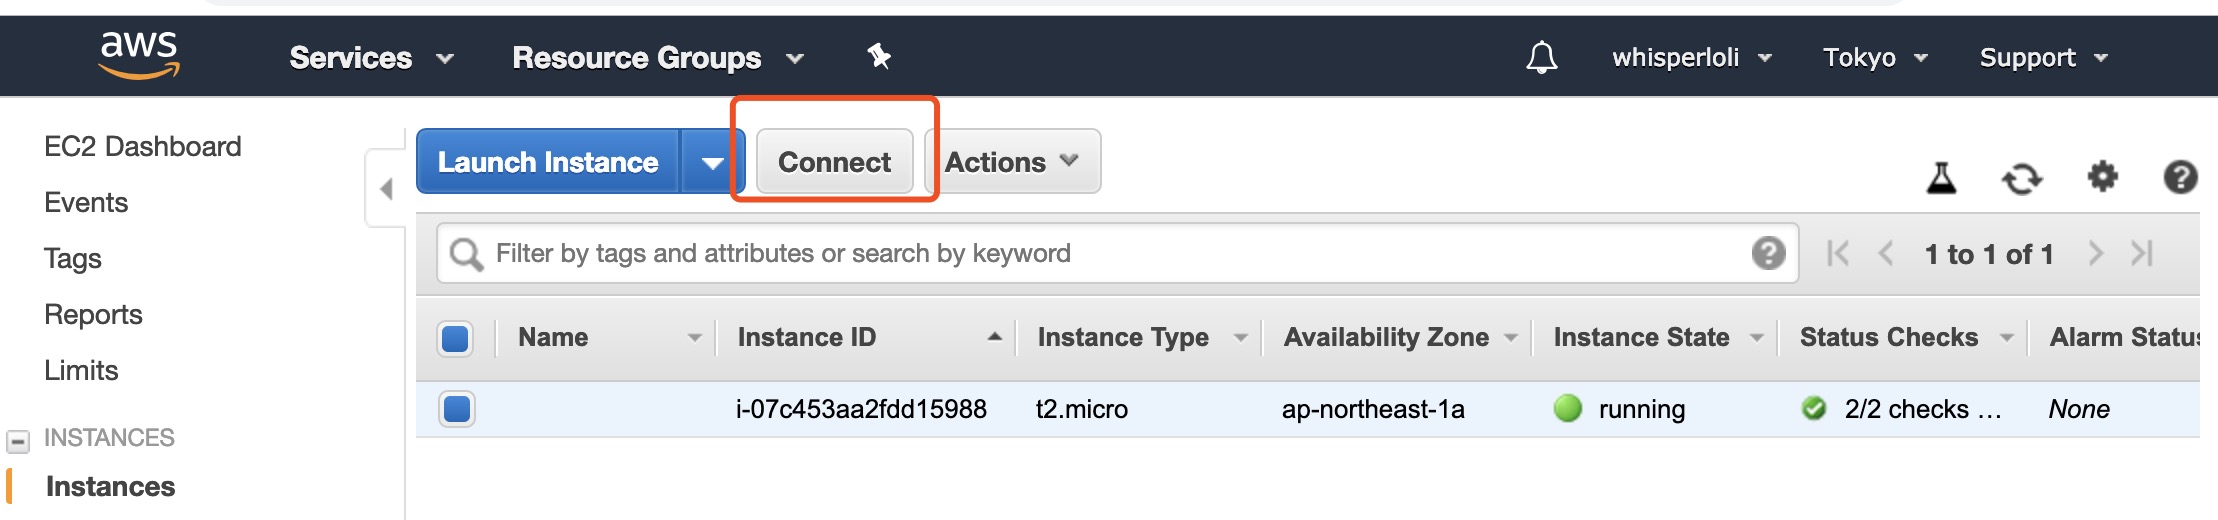 aws Services Resource Groups whisperloli Tokyo Support
EC2 Dashboard
Events
Tags
Reports
Limits
INSTANCES
Instances
Launch Instance Connect Actions
Filter by tags and attributes or search by keyword ? 1 to 1 of 1
Name Instance ID Instance Type Availability Zone Instance State Status Checks Alarm Status
i-07c453aa2fdd15988 t2.micro ap-northeast-1a running 2/2 checks ... None